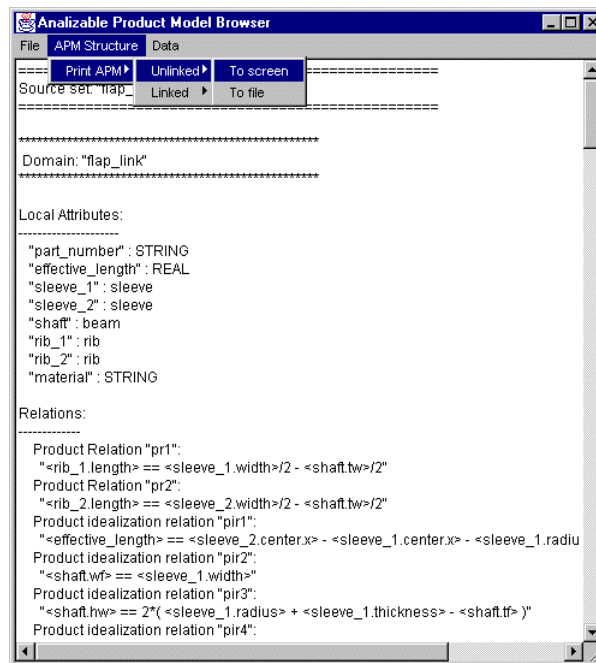 Analizable Product Model Browser
File APM Structure Data
Print APM Unlinked To screen
Linked To file
====
==================
Source set: "flap_
==================================================
******************************************************
Domain: "flap_link"
******************************************************
Local Attributes:
--------------------
"part_number" : STRING
"effective_length" : REAL
"sleeve_1" : sleeve
"sleeve_2" : sleeve
"shaft" : beam
"rib_1" : rib
"rib_2" : rib
"material" : STRING
Relations:
-------------
Product Relation "pr1":
"<rib_1.length> == <sleeve_1.width>/2 - <shaft.tw>/2"
Product Relation "pr2":
"<rib_2.length> == <sleeve_2.width>/2 - <shaft.tw>/2"
Product idealization relation "pir1":
"<effective_length> == <sleeve_2.center.x> - <sleeve_1.center.x> - <sleeve_1.radiu
Product idealization relation "pir2":
"<shaft.wf> == <sleeve_1.width>"
Product idealization relation "pir3":
"<shaft.hw> == 2*( <sleeve_1.radius> + <sleeve_1.thickness> - <shaft.tf> )"
Product idealization relation "pir4":